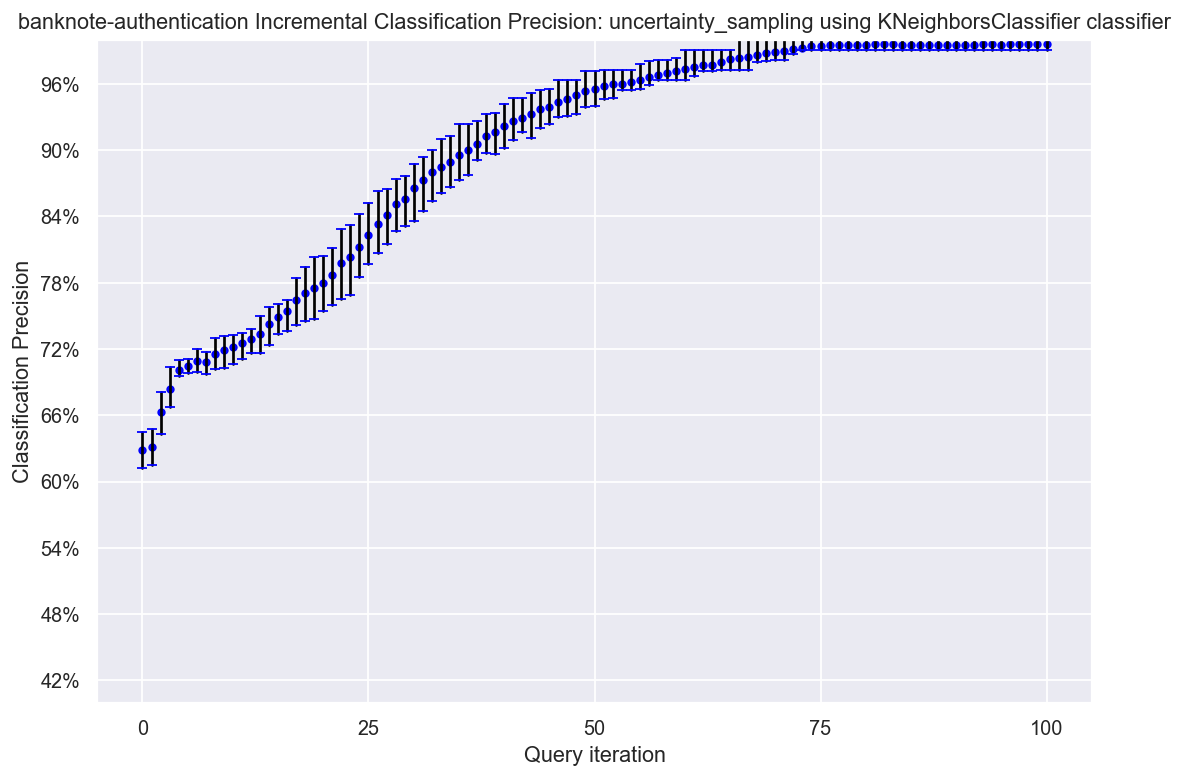 banknote-authentication Incremental Classification Precision: uncertainty_sampling using KNeighborsClassifier classifier
96%
90%
84%
78%
72%
66%
60%
54%
48%
42%
Classification Precision
0 25 50 75 100
Query iteration